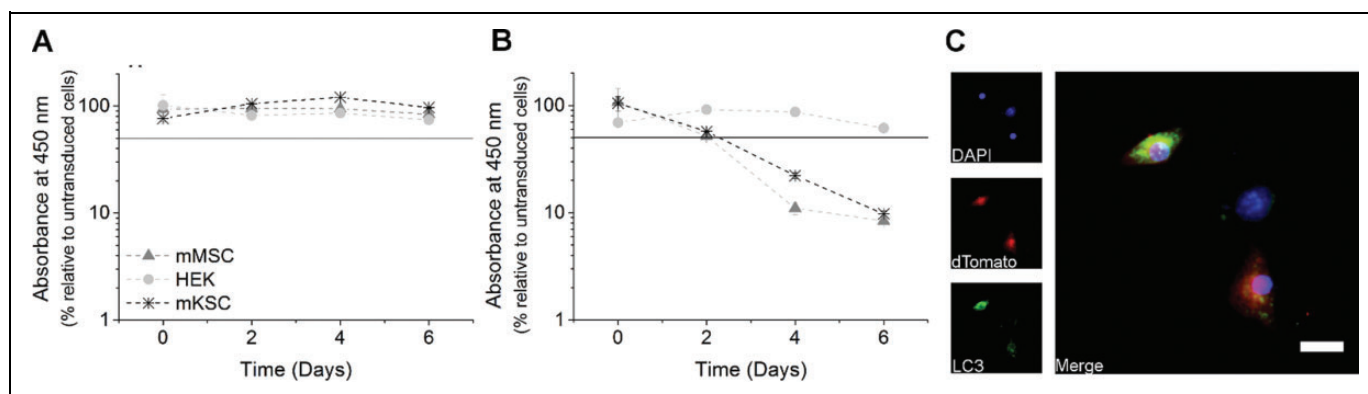 A
Absorbance at 450 nm
(% relative to untransduced cells)
100
10
1
mMSC
HEK
mKSC
0
2
4
6
Time (Days)
B
Absorbance at 450 nm
(% relative to untransduced cells)
100
10
1
0
2
4
6
Time (Days)
C
DAPI
dTomato
LC3
Merge